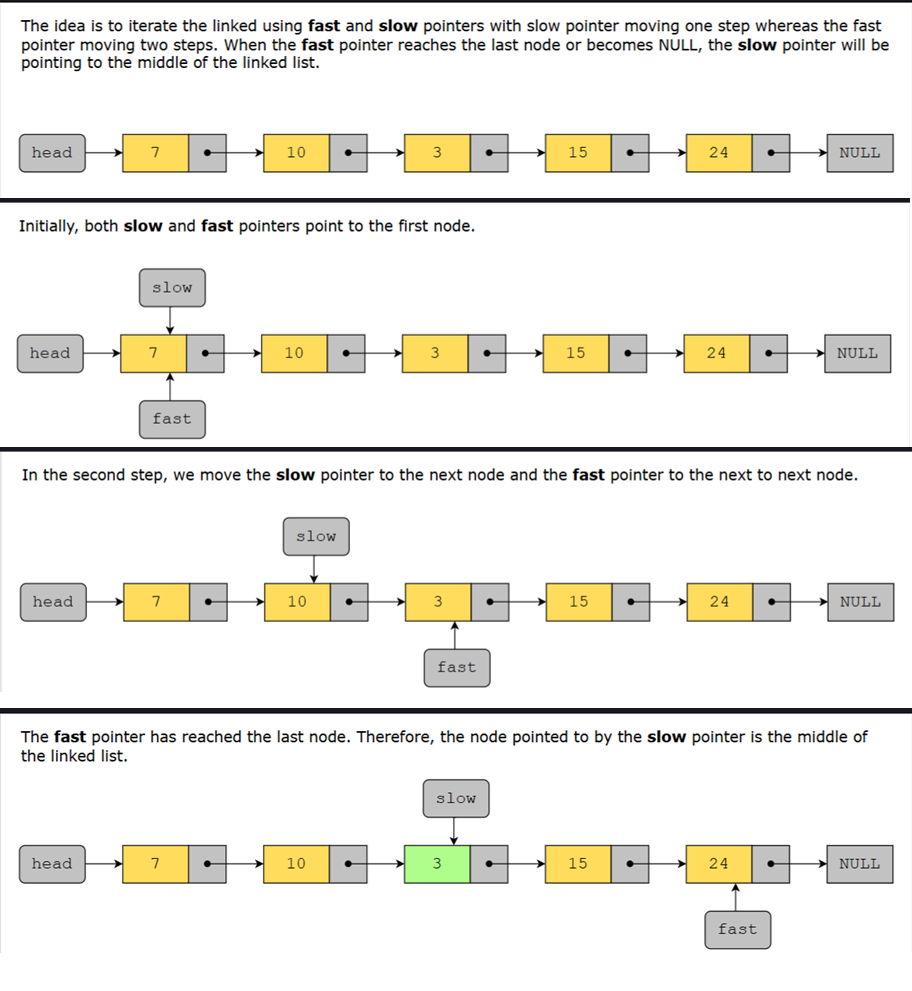 The idea is to iterate the linked using fast and slow pointers with slow pointer moving one step whereas the fast
pointer moving two steps. When the fast pointer reaches the last node or becomes NULL, the slow pointer will be
pointing to the middle of the linked list.
head 7 10 3 15 24 NULL
Initially, both slow and fast pointers point to the first node.
slow
head 7 10 3 15 24 NULL
fast
In the second step, we move the slow pointer to the next node and the fast pointer to the next to next node.
slow
head 7 10 3 15 24 NULL
fast
The fast pointer has reached the last node. Therefore, the node pointed to by the slow pointer is the middle of
the linked list.
slow
head 7 10 3 15 24 NULL
fast